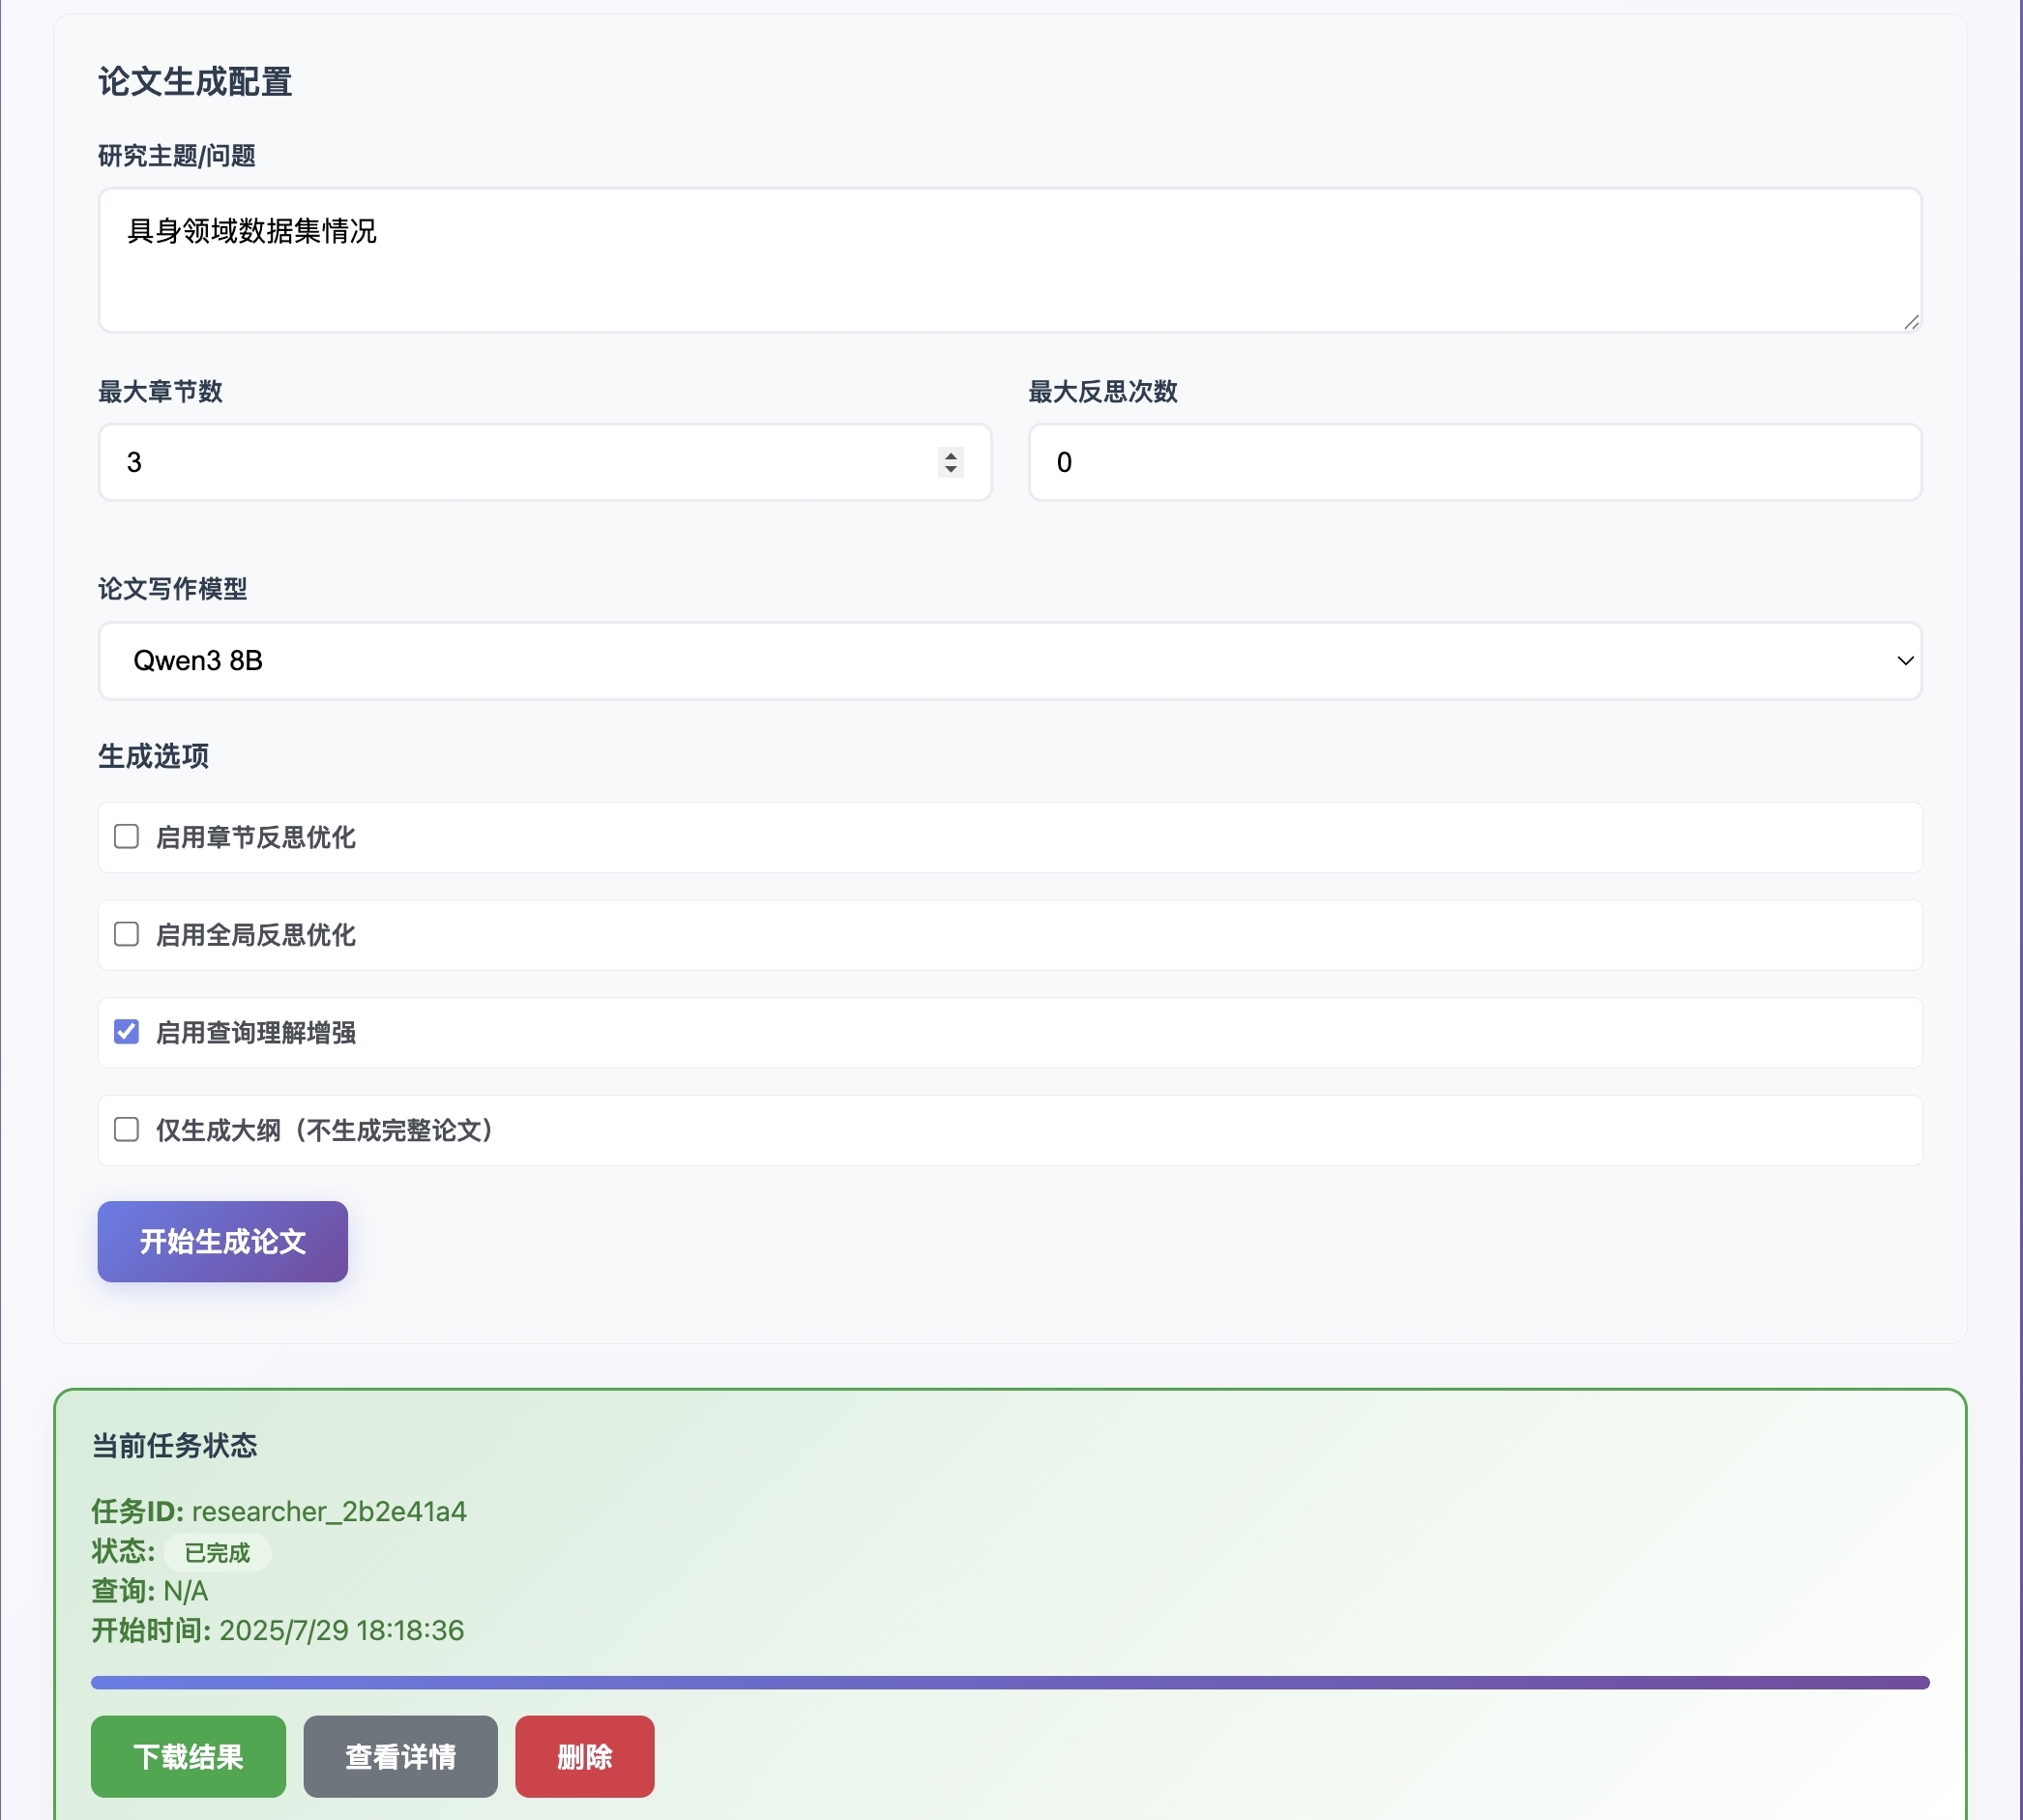 论文生成配置
研究主题/问题
具身领域数据集情况
最大章节数
最大反思次数
3
0
论文写作模型
Qwen3 8B
生成选项
启用章节反思优化
启用全局反思优化
启用查询理解增强
仅生成大纲（不生成完整论文）
开始生成论文
当前任务状态
任务ID: researcher_2b2e41a4
状态: 已完成
查询: N/A
开始时间: 2025/7/29 18:18:36
下载结果
查看详情
删除